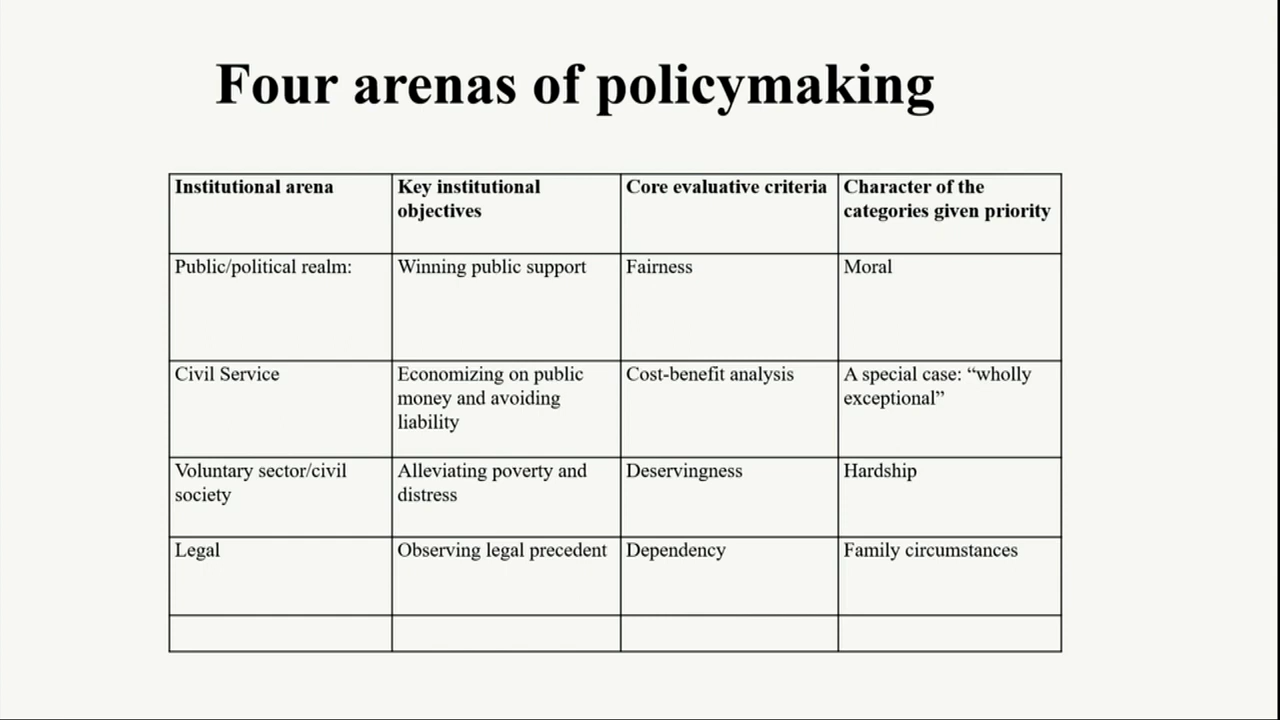 Four arenas of policymaking
Institutional arena
Key institutional
objectives
Core evaluative criteria
Character of the
categories given priority
Public/political realm:
Winning public support
Fairness
Moral
Civil Service
Economizing on public
money and avoiding
liability
Cost-benefit analysis
A special case: “wholly
exceptional”
Voluntary sector/civil
society
Alleviating poverty and
distress
Deservingness
Hardship
Legal
Observing legal precedent
Dependency
Family circumstances